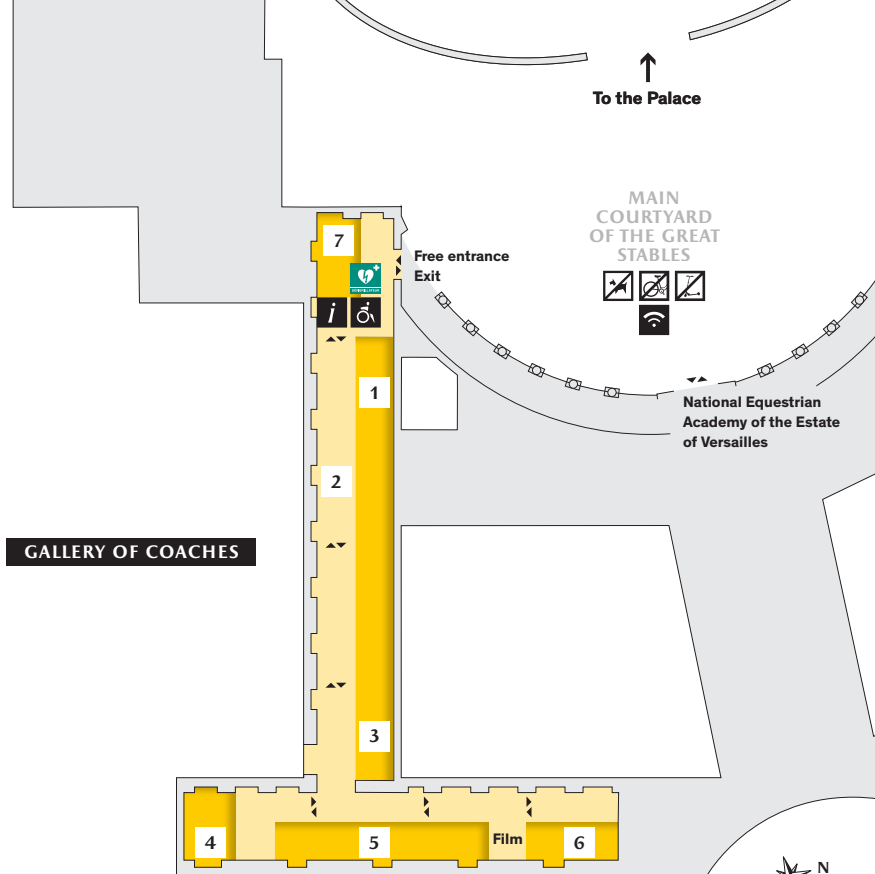 To the Palace
MAIN
COURTYARD
OF THE GREAT
STABLES
7
Free entrance
Exit
i
1
National Equestrian
Academy of the Estate
of Versailles
2
GALLERY OF COACHES
3
4
5
Film
6
N